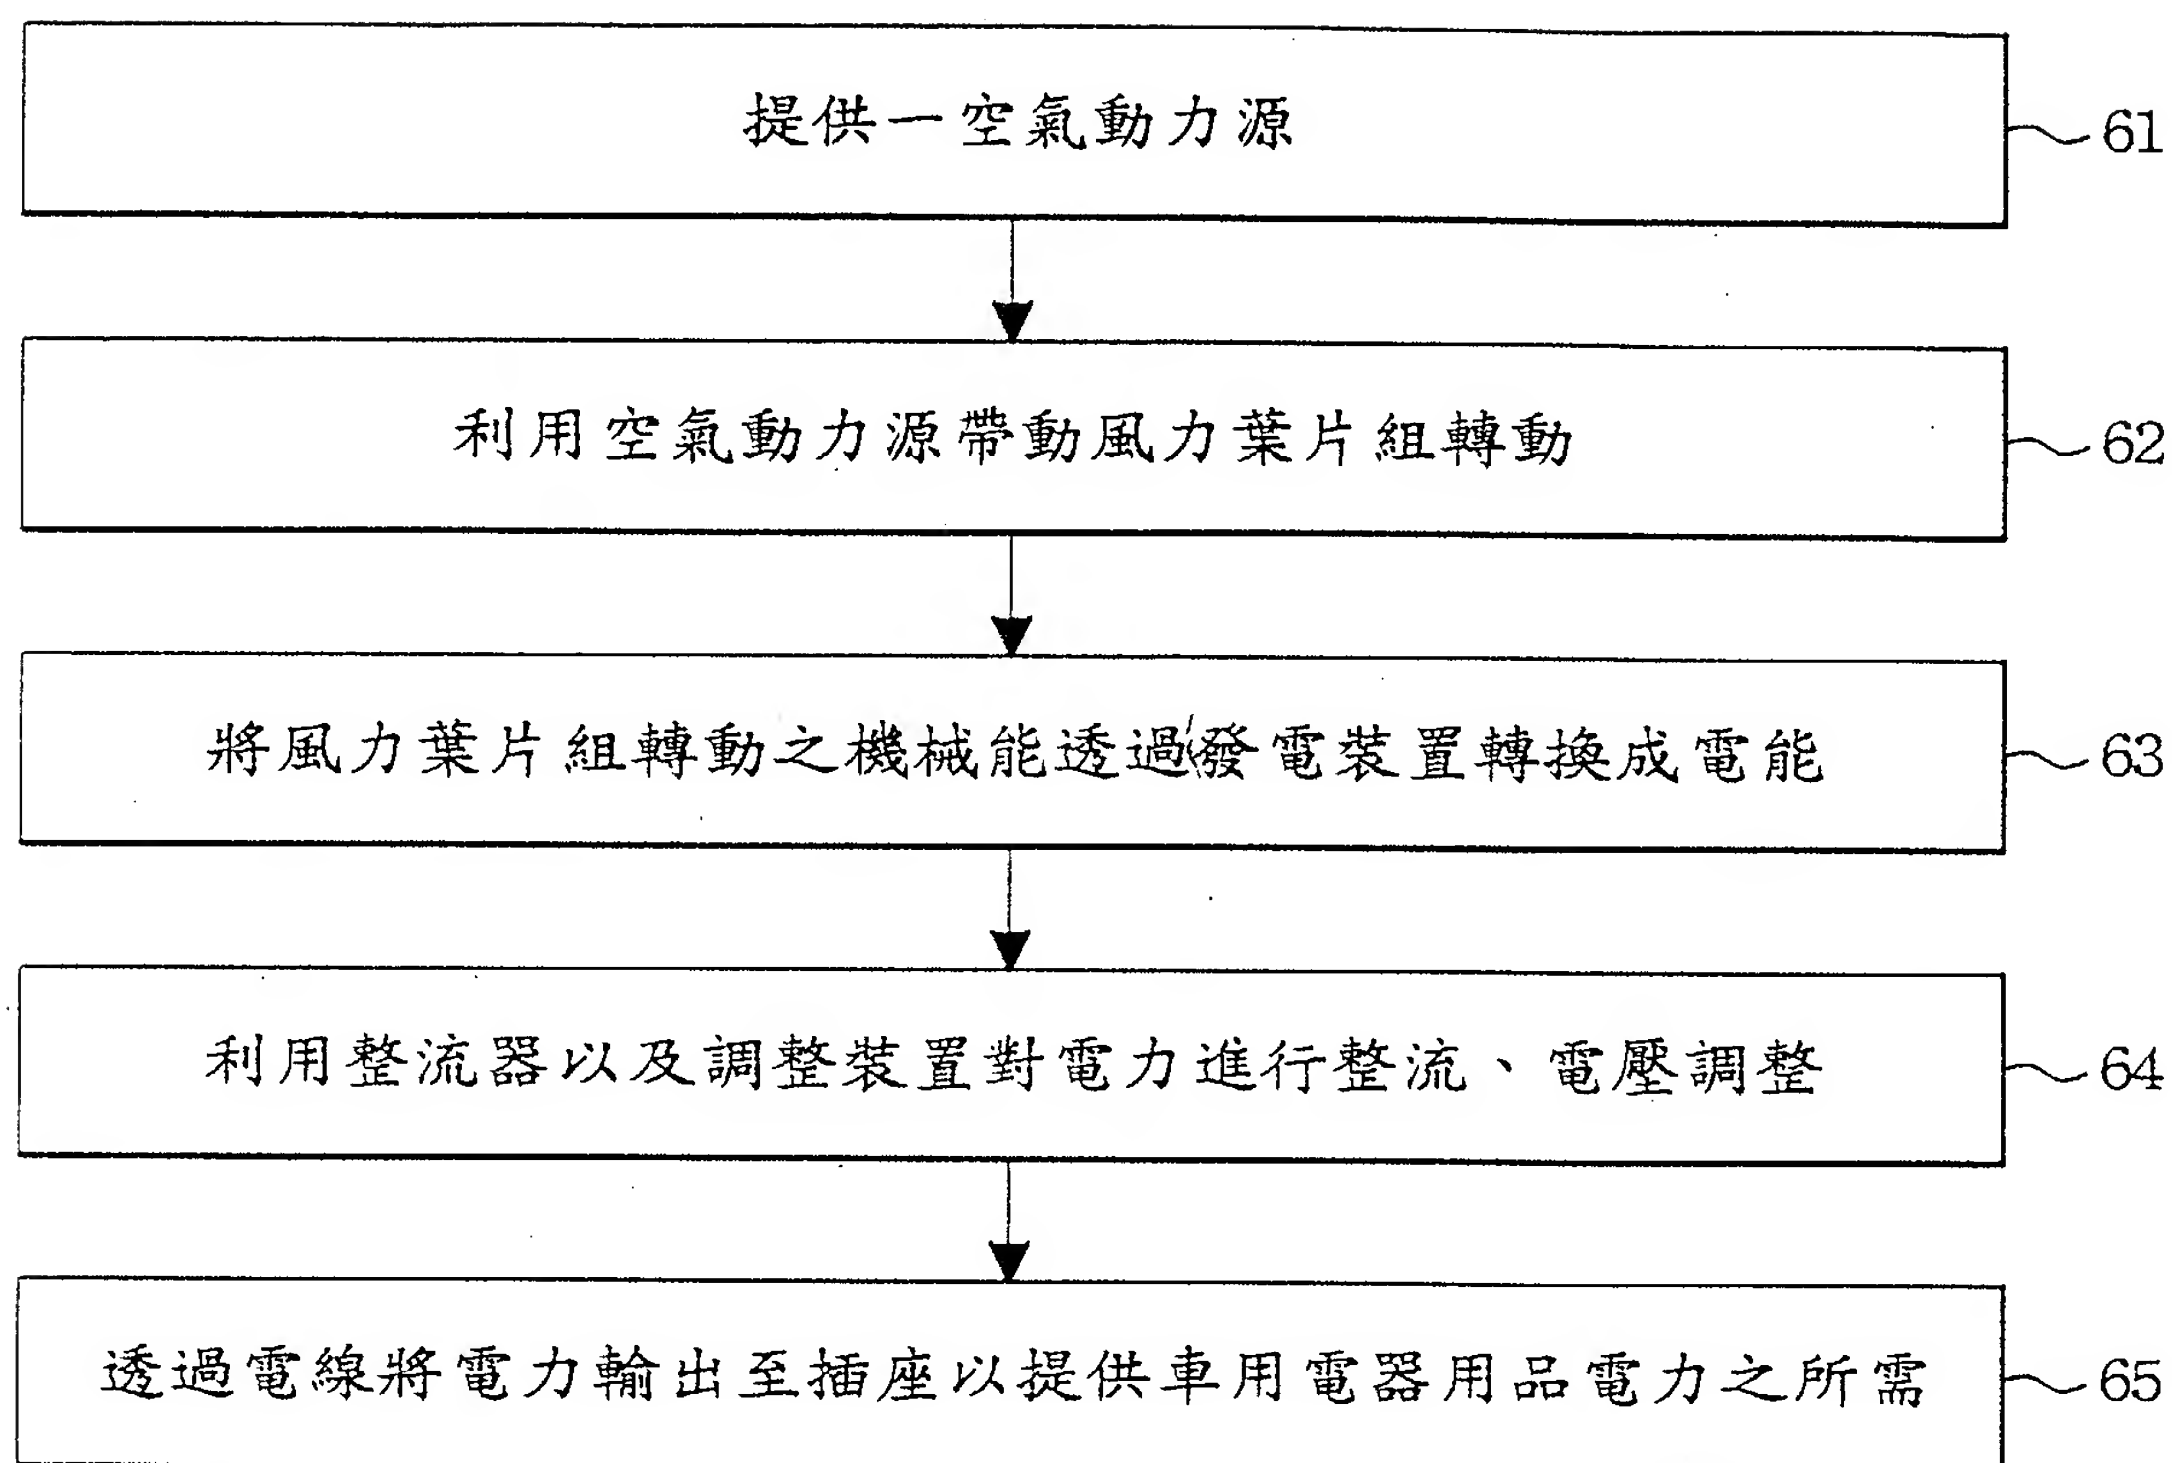 提供一空氣動力源
61
利用空氣動力源帶動風力葉片組轉動
62
將風力葉片組轉動之機械能透過發電裝置轉換成電能
63
利用整流器以及調整裝置對電力進行整流、電壓調整
64
透過電線將電力輸出至插座以提供車用電器用品電力之所需
65